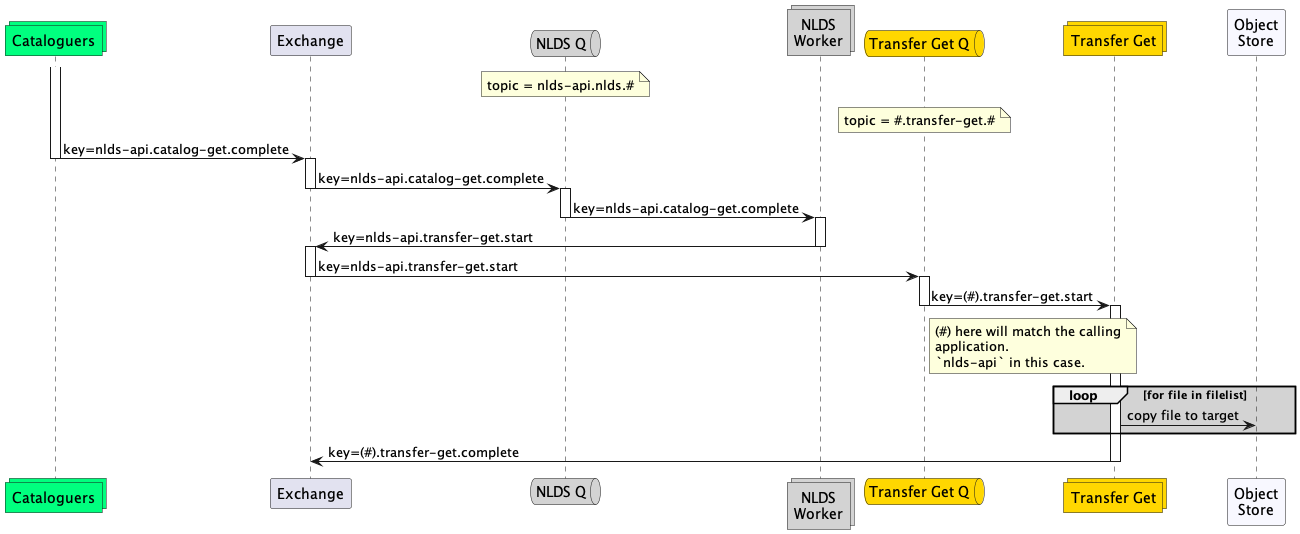 Cataloguers
Exchange
NLDS Q
NLDS
Worker
Transfer Get Q
Transfer Get
Object
Store
topic = nlds-api.nlds.#
topic = #.transfer-get.#
key=nlds-api.catalog-get.complete
key=nlds-api.catalog-get.complete
key=nlds-api.catalog-get.complete
key=nlds-api.transfer-get.start
key=nlds-api.transfer-get.start
key=(#).transfer-get.start
(#) here will match the calling
application.
`nlds-api` in this case.
loop
[for file in filelist]
copy file to target
key=(#).transfer-get.complete
Cataloguers
Exchange
NLDS Q
NLDS
Worker
Transfer Get Q
Transfer Get
Object
Store